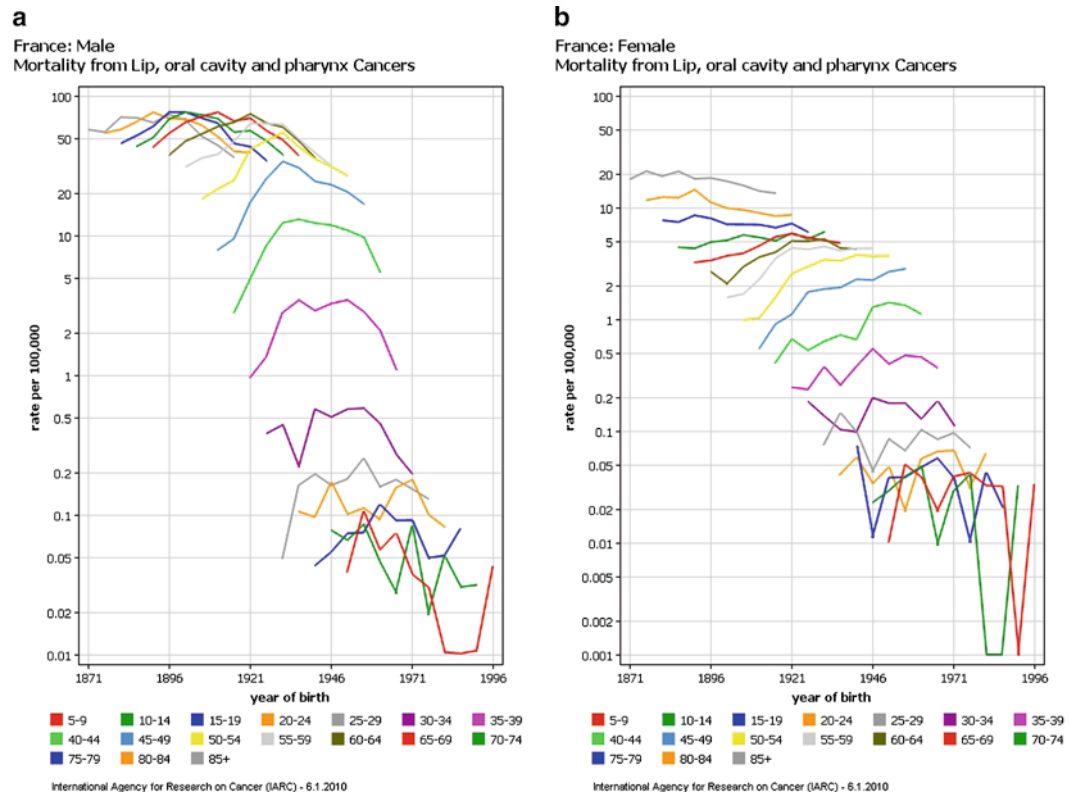 a
France: Male
Mortality from Lip, oral cavity and pharynx Cancers
100
50
20
10
5
2
1
0.5
0.2
0.1
0.05
0.02
0.01
rate per 100,000
1871 1896 1921 1946 1971 1996
year of birth
5-9 10-14 15-19 20-24 25-29 30-34 35-39
40-44 45-49 50-54 55-59 60-64 65-69 70-74
75-79 80-84 85+
International Agency for Research on Cancer (IARC) - 6.1.2010
b
France: Female
Mortality from Lip, oral cavity and pharynx Cancers
100
50
20
10
5
2
1
0.5
0.2
0.1
0.05
0.02
0.01
0.005
0.002
0.001
rate per 100,000
1871 1896 1921 1946 1971 1996
year of birth
5-9 10-14 15-19 20-24 25-29 30-34 35-39
40-44 45-49 50-54 55-59 60-64 65-69 70-74
75-79 80-84 85+
International Agency for Research on Cancer (IARC) - 6.1.2010